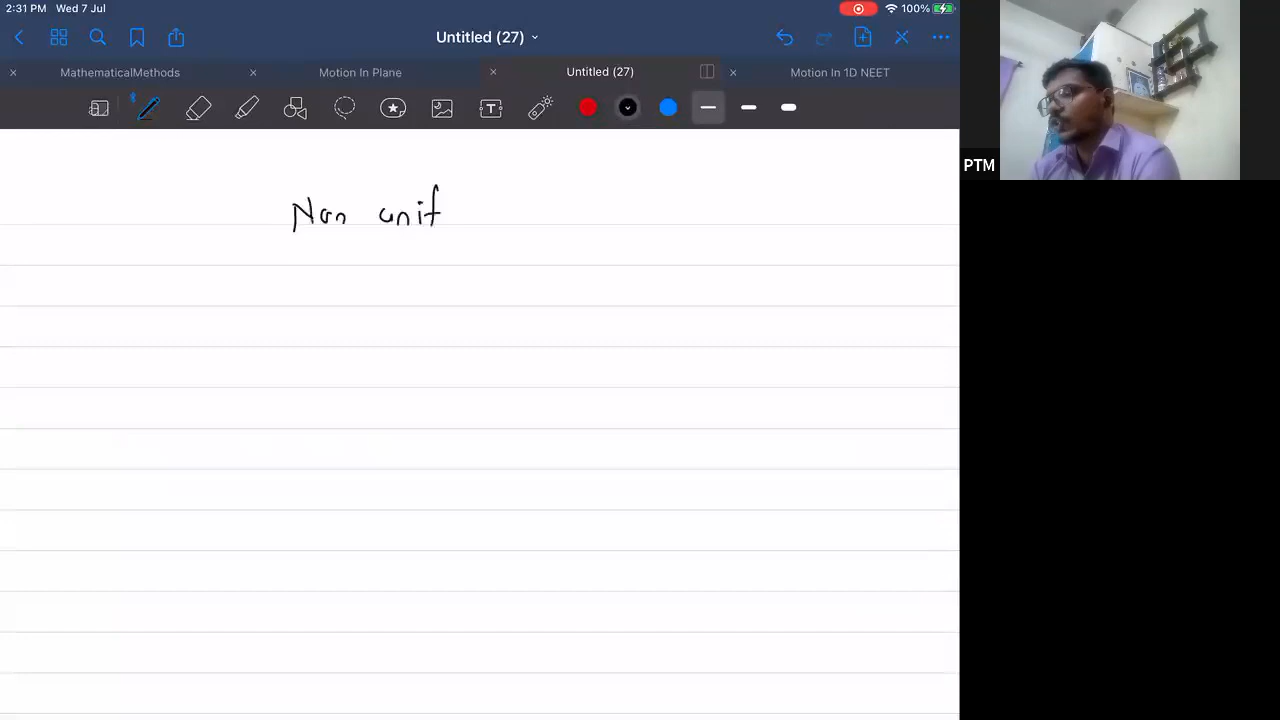 2:31 PM Wed 7 Jul 100%
Untitled (27)
MathematicalMethods Motion In Plane Untitled (27) Motion In 1D NEET
T
PTM
Non unif